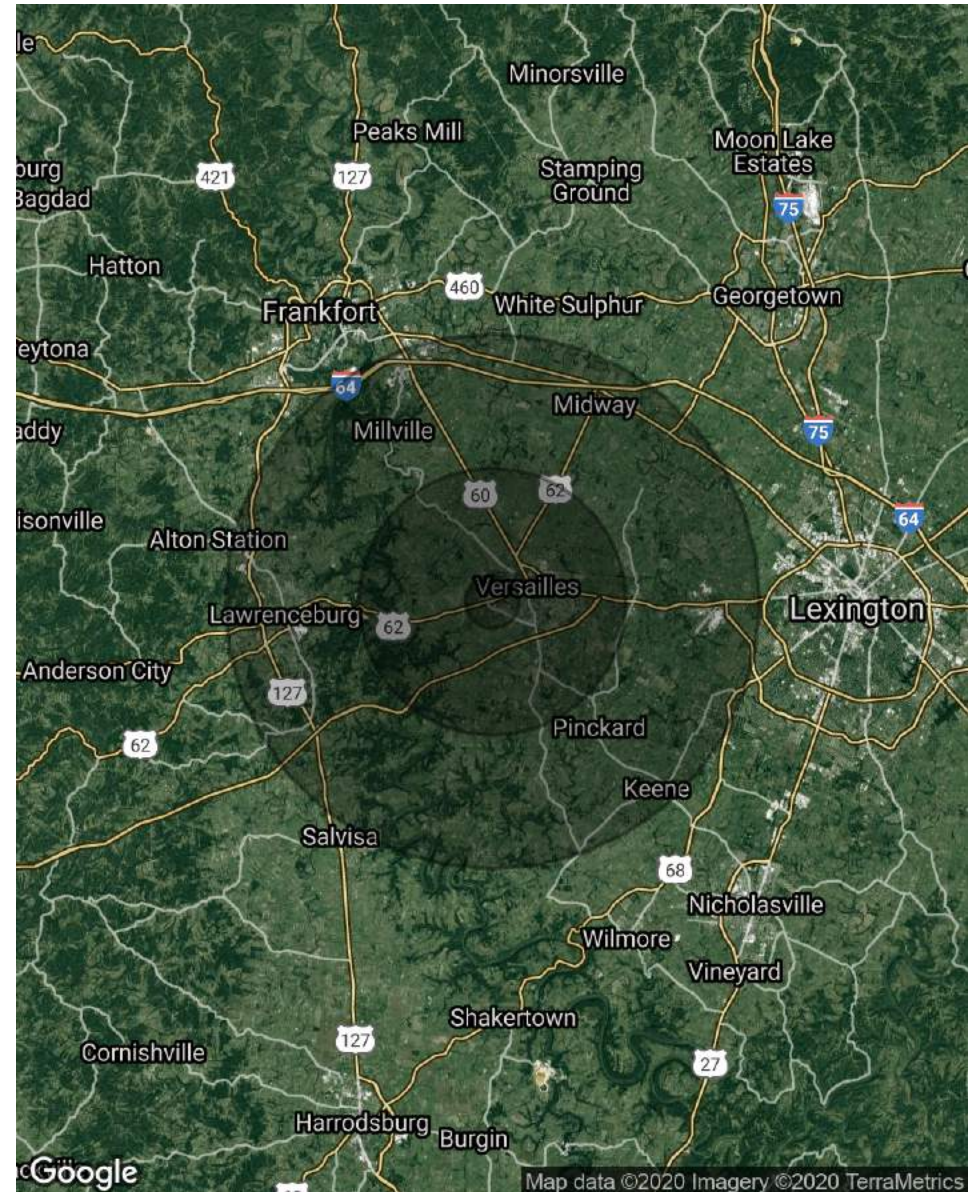 le
Minorsville
Peaks Mill
Moon Lake
Estates
burg
421
127
Stamping
Ground
Bagdad
75
Hatton
460
Georgetown
White Sulphur
Frankfort
eytona
64
Midway
addy
Millville
75
60
62
isonville
64
Alton Station
Versailles
Lawrenceburg
62
Lexington
Anderson City
127
62
Pinckard
Keene
Salvisa
68
Nicholasville
Wilmore
Vineyard
Shakertown
127
Cornishville
27
Harrodsburg
Burgin
Google
Map data ©2020 Imagery ©2020 TerraMetrics